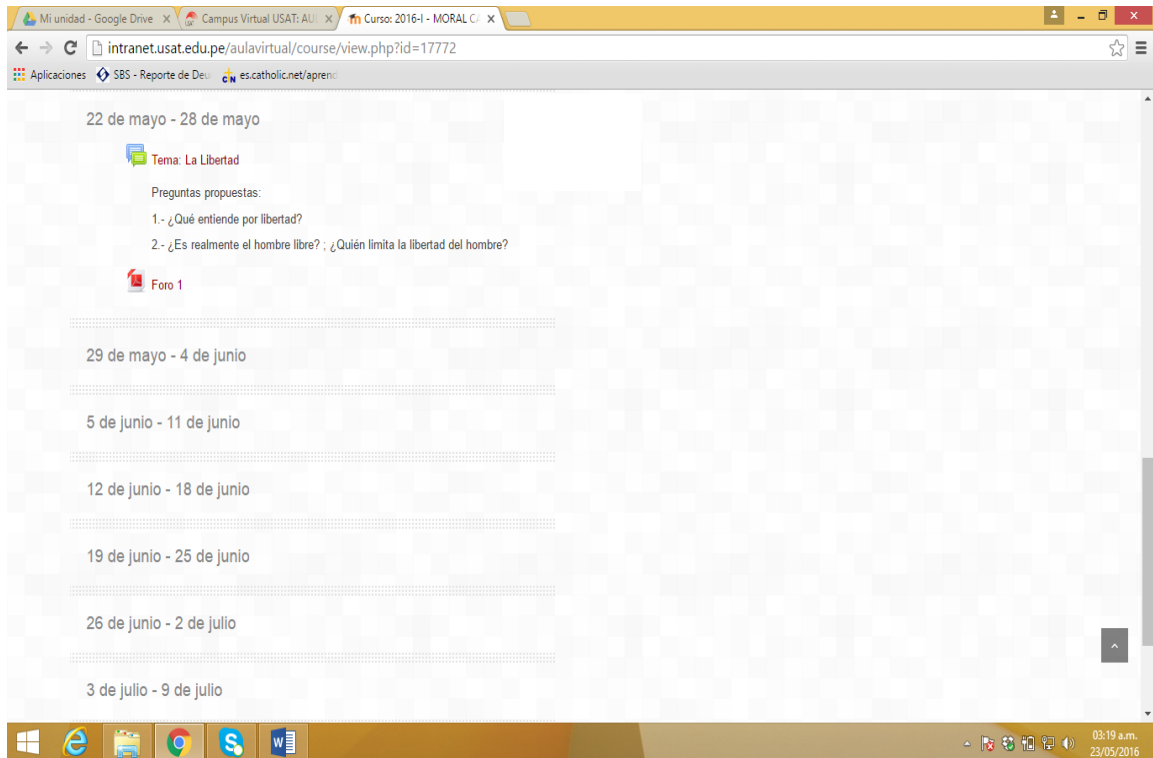 Mi unidad - Google Drive
Campus Virtual USAT: AU
Curso: 2016-I - MORAL CA
intranet.usat.edu.pe/aulavirtual/course/view.php?id=17772
Aplicaciones
SBS - Reporte de Deu
es.catholic.net/aprend
22 de mayo - 28 de mayo
Tema: La Libertad
Preguntas propuestas:
1.- ¿Qué entiende por libertad?
2.- ¿Es realmente el hombre libre? ; ¿Quién limita la libertad del hombre?
Foro 1
29 de mayo - 4 de junio
5 de junio - 11 de junio
12 de junio - 18 de junio
19 de junio - 25 de junio
26 de junio - 2 de julio
3 de julio - 9 de julio
03:19 a.m.
23/05/2016